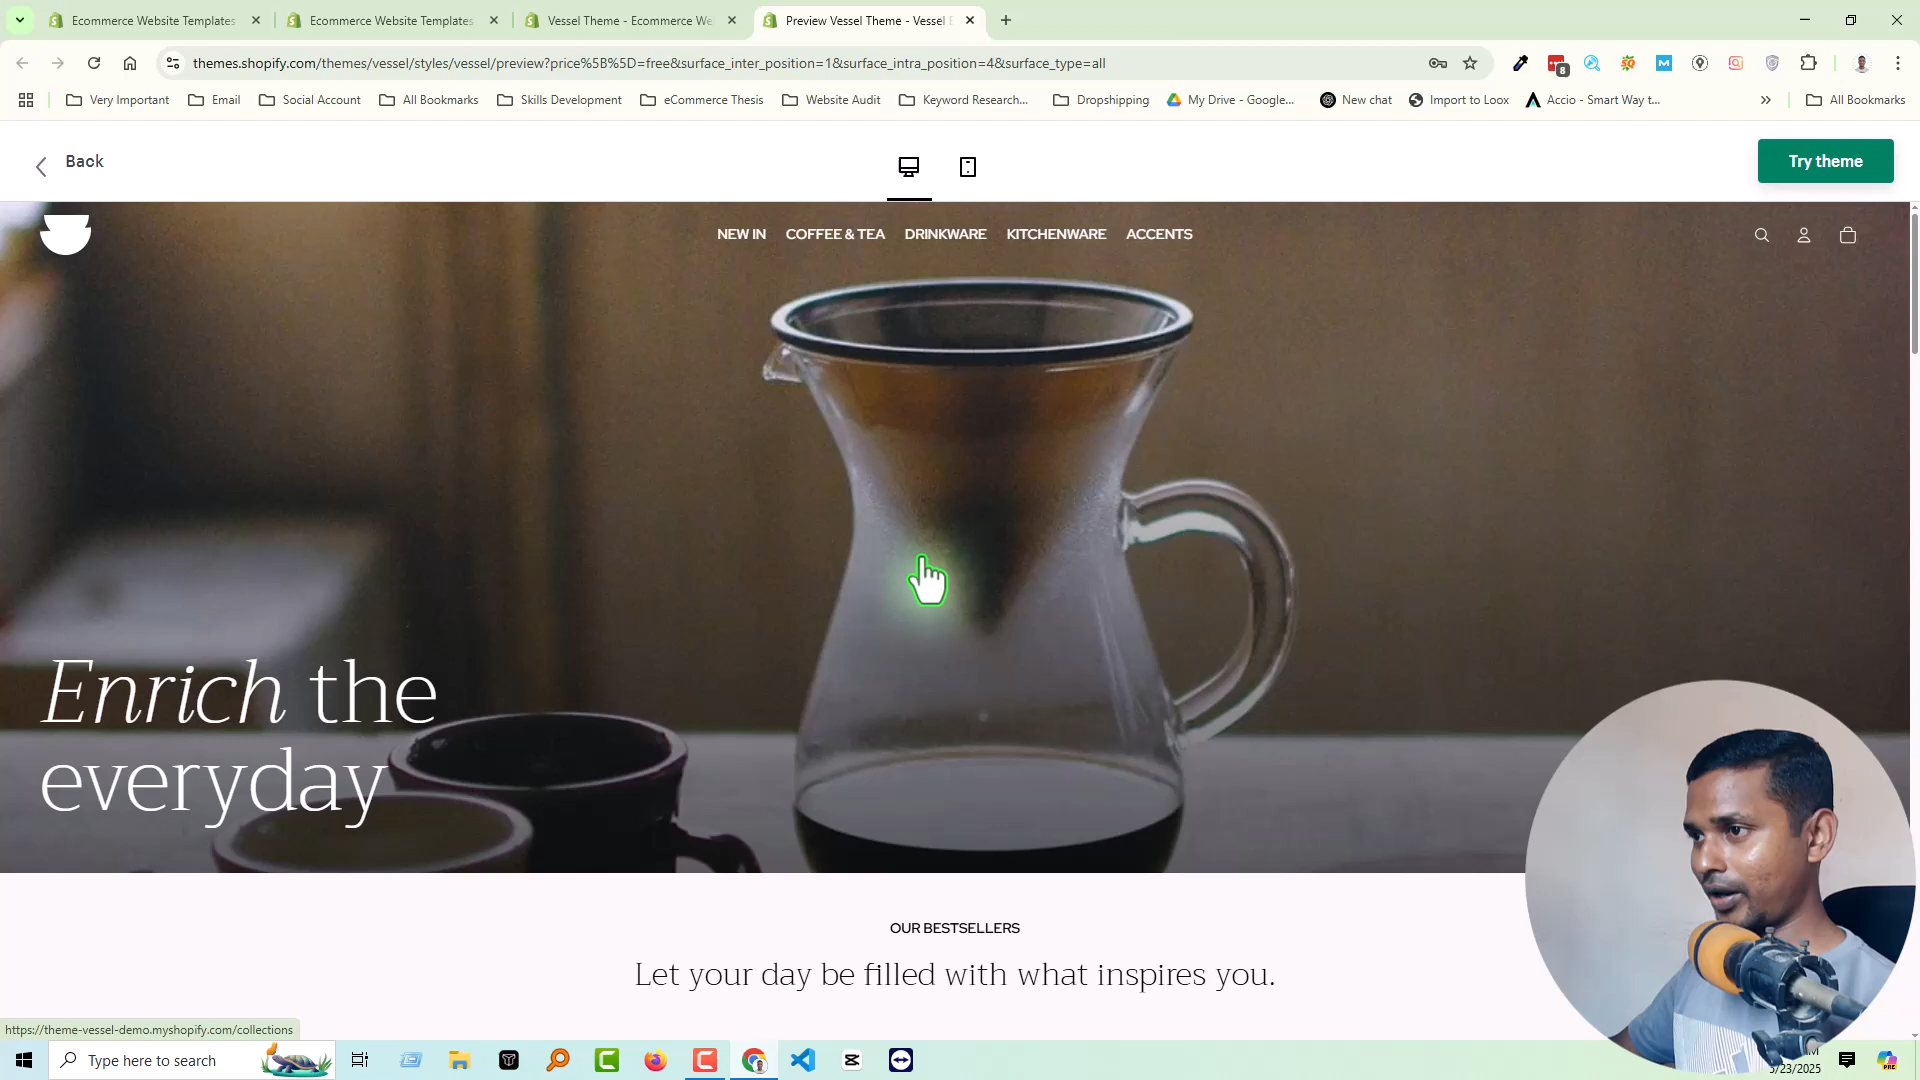 Ecommerce Website Templates
Ecommerce Website Templates
Vessel Theme - Ecommerce We
Preview Vessel Theme - Vessel E
themes.shopify.com/themes/vessel/styles/vessel/preview?price%5B%5D=free&surface_inter_position=1&surface_intra_position=4&surface_type=all
8
Very Important
Email
Social Account
All Bookmarks
Skills Development
eCommerce Thesis
Website Audit
Keyword Research...
Dropshipping
My Drive - Google...
New chat
Import to Loox
Accio - Smart Way t...
All Bookmarks
Back
Try theme
NEW IN
COFFEE & TEA
DRINKWARE
KITCHENWARE
ACCENTS
Enrich the
everyday
OUR BESTSELLERS
Let your day be filled with what inspires you.
https://theme-vessel-demo.myshopify.com/collections
Type here to search
/23/2025